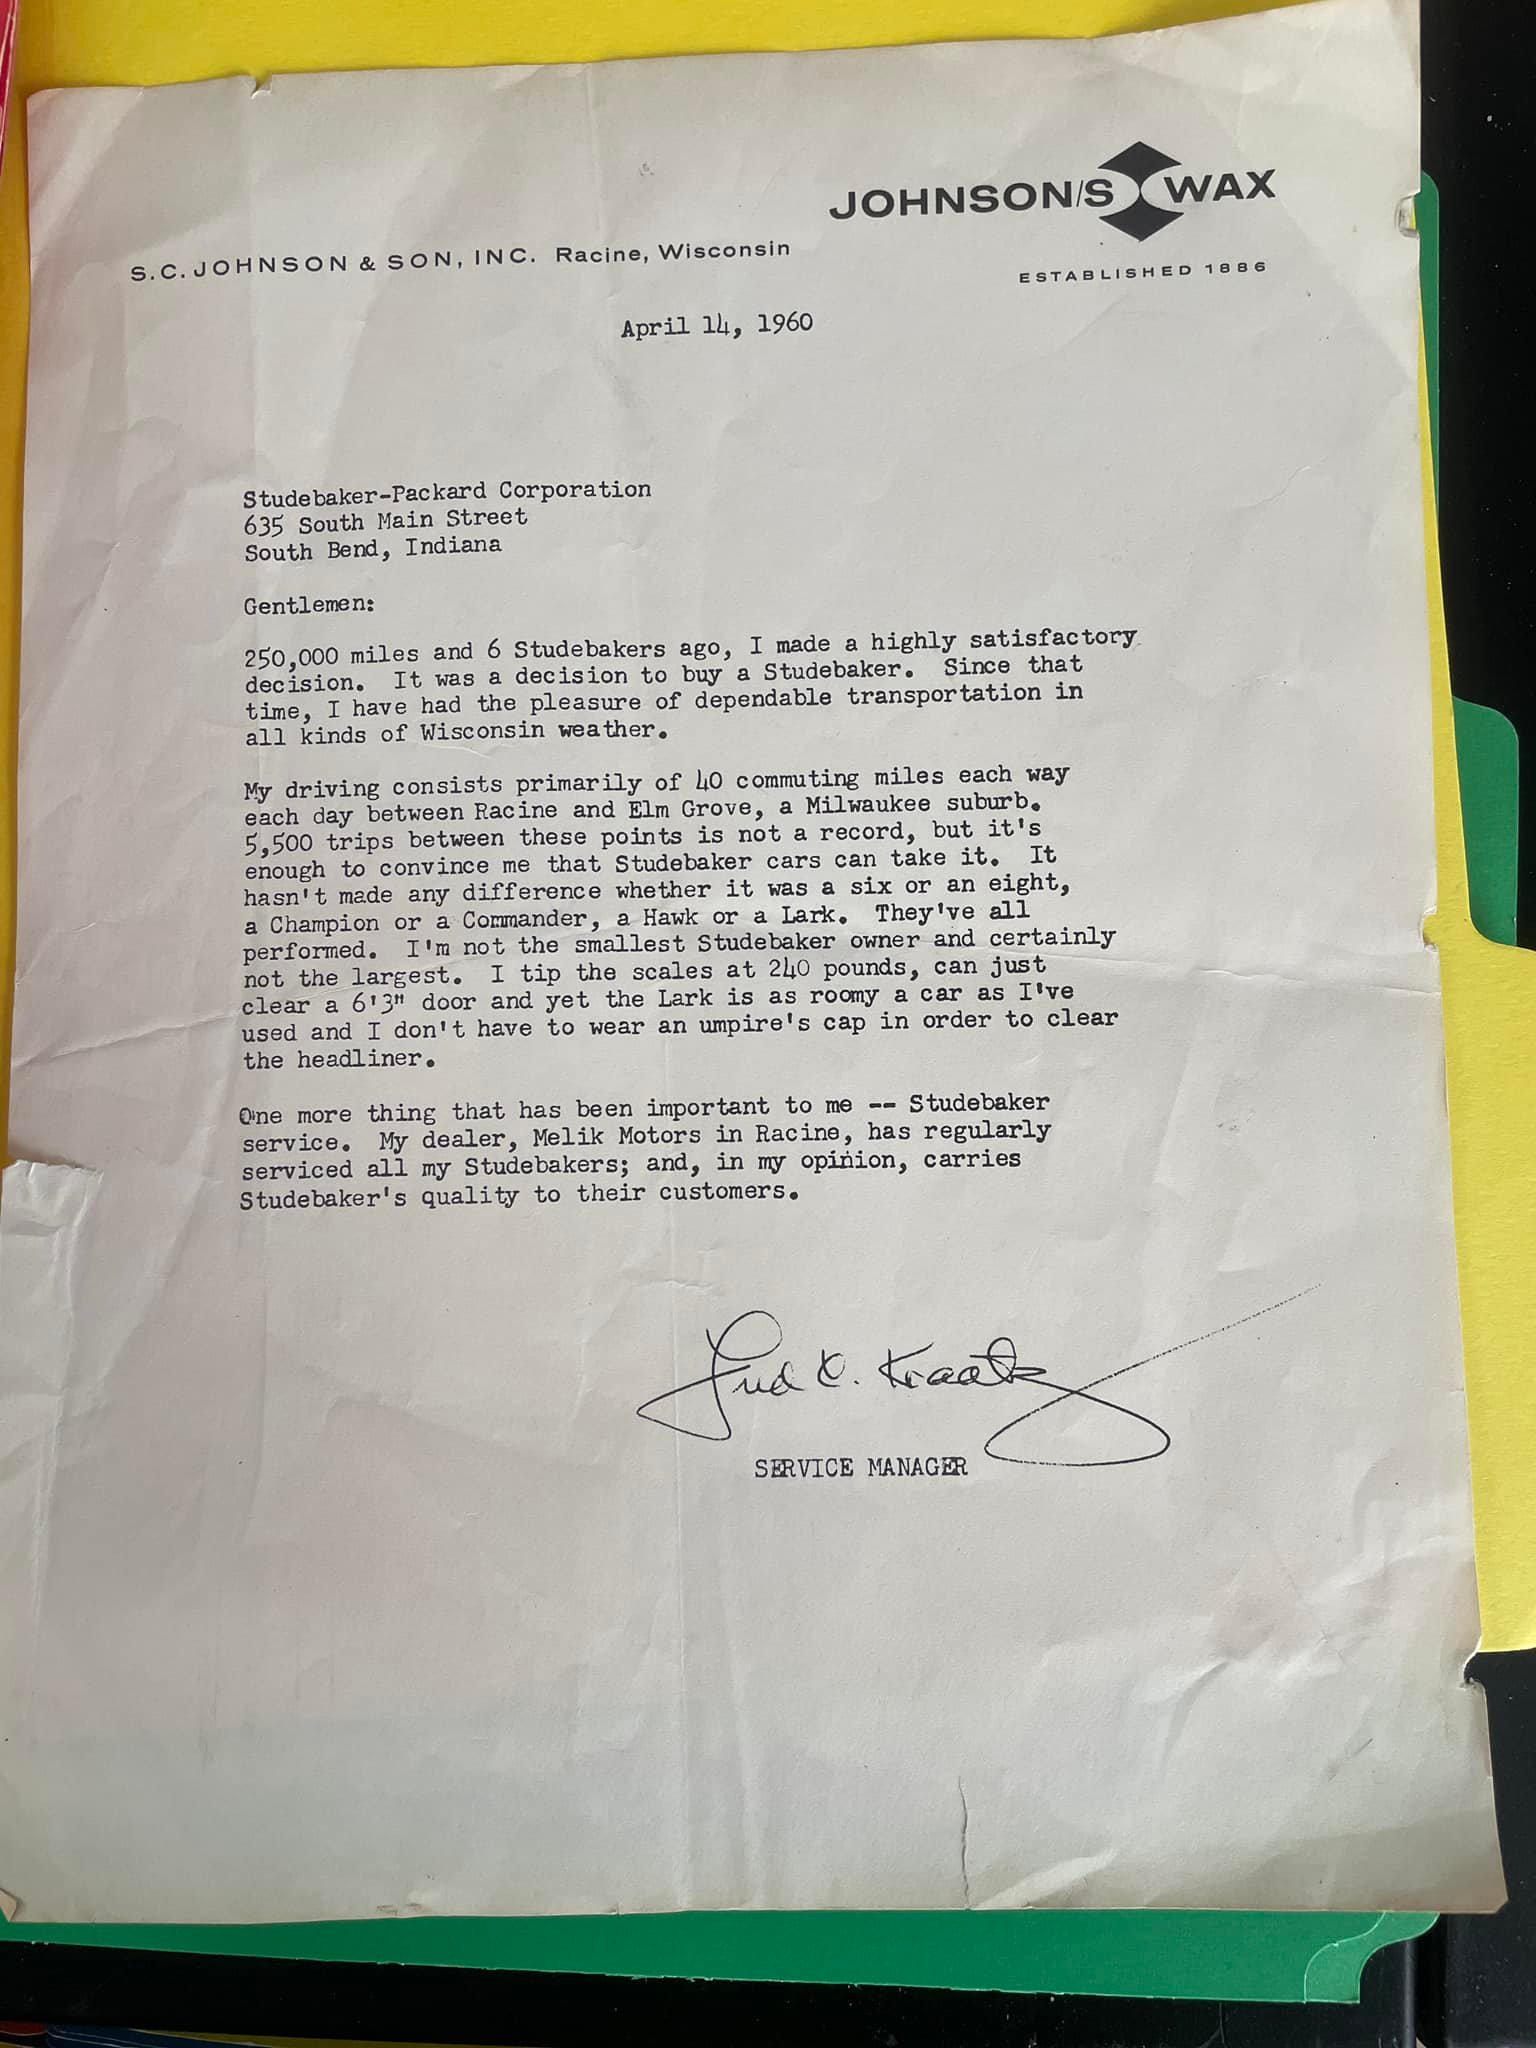 JOHNSON/S WAX
S.C. JOHNSON & SON, INC. Racine, Wisconsin
ESTABLISHED 1886
April 14, 1960
Studebaker-Packard Corporation
635 South Main Street
South Bend, Indiana
Gentlemen:
250,000 miles and 6 Studebakers ago, I made a highly satisfactory
decision. It was a decision to buy a Studebaker. Since that
time, I have had the pleasure of dependable transportation in
all kinds of Wisconsin weather.
My driving consists primarily of 40 commuting miles each way
each day between Racine and Elm Grove, a Milwaukee suburb.
5,500 trips between these points is not a record, but it's
enough to convince me that Studebaker cars can take it. It
hasn't made any difference whether it was a six or an eight,
a Champion or a Commander, a Hawk or a Lark. They've all
performed. I'm not the smallest Studebaker owner and certainly
not the largest. I tip the scales at 240 pounds, can just
clear a 6'3" door and yet the Lark is as roomy a car as I've
used and I don't have to wear an umpire's cap in order to clear
the headliner.
One more thing that has been important to me -- Studebaker
service. My dealer, Melik Motors in Racine, has regularly
serviced all my Studebakers; and, in my opinion, carries
Studebaker's quality to their customers.
Fred Kraatz
SERVICE MANAGER